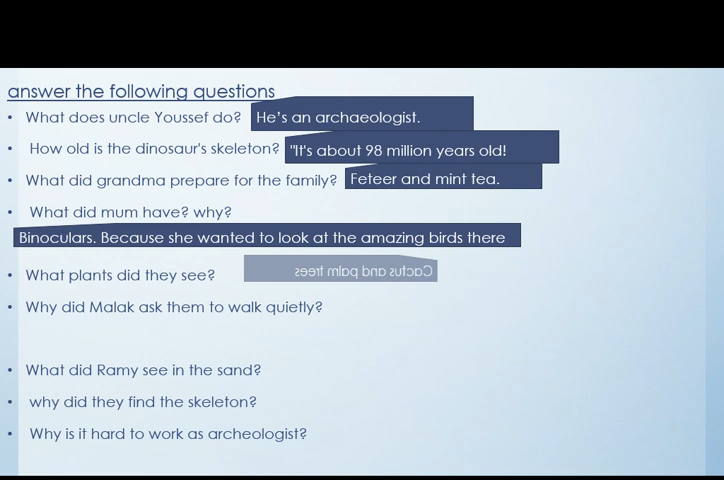 answer the following questions
• What does uncle Youssef do? He's an archaeologist.
• How old is the dinosaur's skeleton? "It's about 98 million years old!
• What did grandma prepare for the family? Feteer and mint tea.
• What did mum have? why?
Binoculars. Because she wanted to look at the amazing birds there
• What plants did they see? Cactus and palm trees
• Why did Malak ask them to walk quietly?
• What did Ramy see in the sand?
• why did they find the skeleton?
• Why is it hard to work as archeologist?